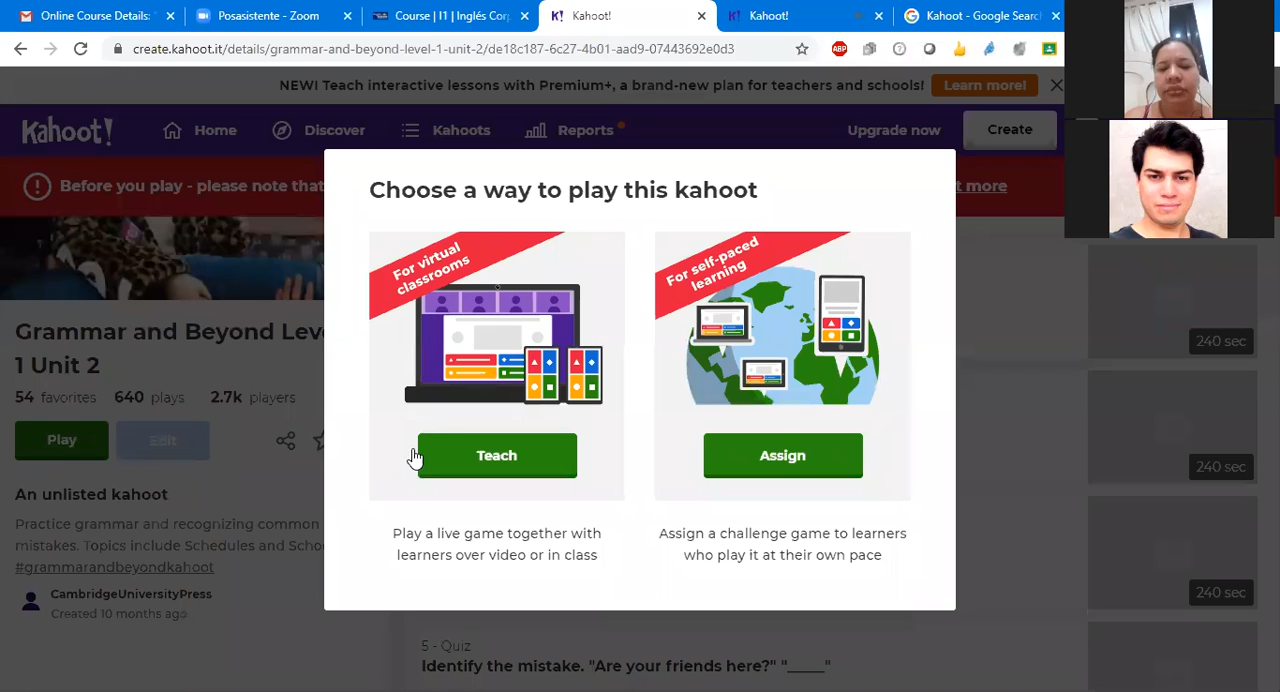 Online Course Details:
Posasistente - Zoom
Course | I1 | Inglés Cor
Kahoot!
Kahoot!
Kahoot - Google Search
create.kahoot.it/details/grammar-and-beyond-level-1-unit-2/de18c187-6c27-4b01-aad9-07443692e0d3
ABP
NEW! Teach interactive lessons with Premium+, a brand-new plan for teachers and schools!
Learn more!
Kahoot!
Home
Discover
Kahoots
Reports
Upgrade now
Create
Before you play - please note that
t more
Choose a way to play this kahoot
For virtual
classrooms
For self-paced
learning
Teach
Assign
Play a live game together with
learners over video or in class
Assign a challenge game to learners
who play it at their own pace
Grammar and Beyond Leve
1 Unit 2
54 favorites 640 plays 2.7k players
Play
Edit
An unlisted kahoot
Practice grammar and recognizing common
mistakes. Topics include Schedules and Scho
#grammarandbeyondkahoot
CambridgeUniversityPress
Created 10 months ago
240 sec
240 sec
240 sec
5 - Quiz
Identify the mistake. "Are your friends here?" "_____"